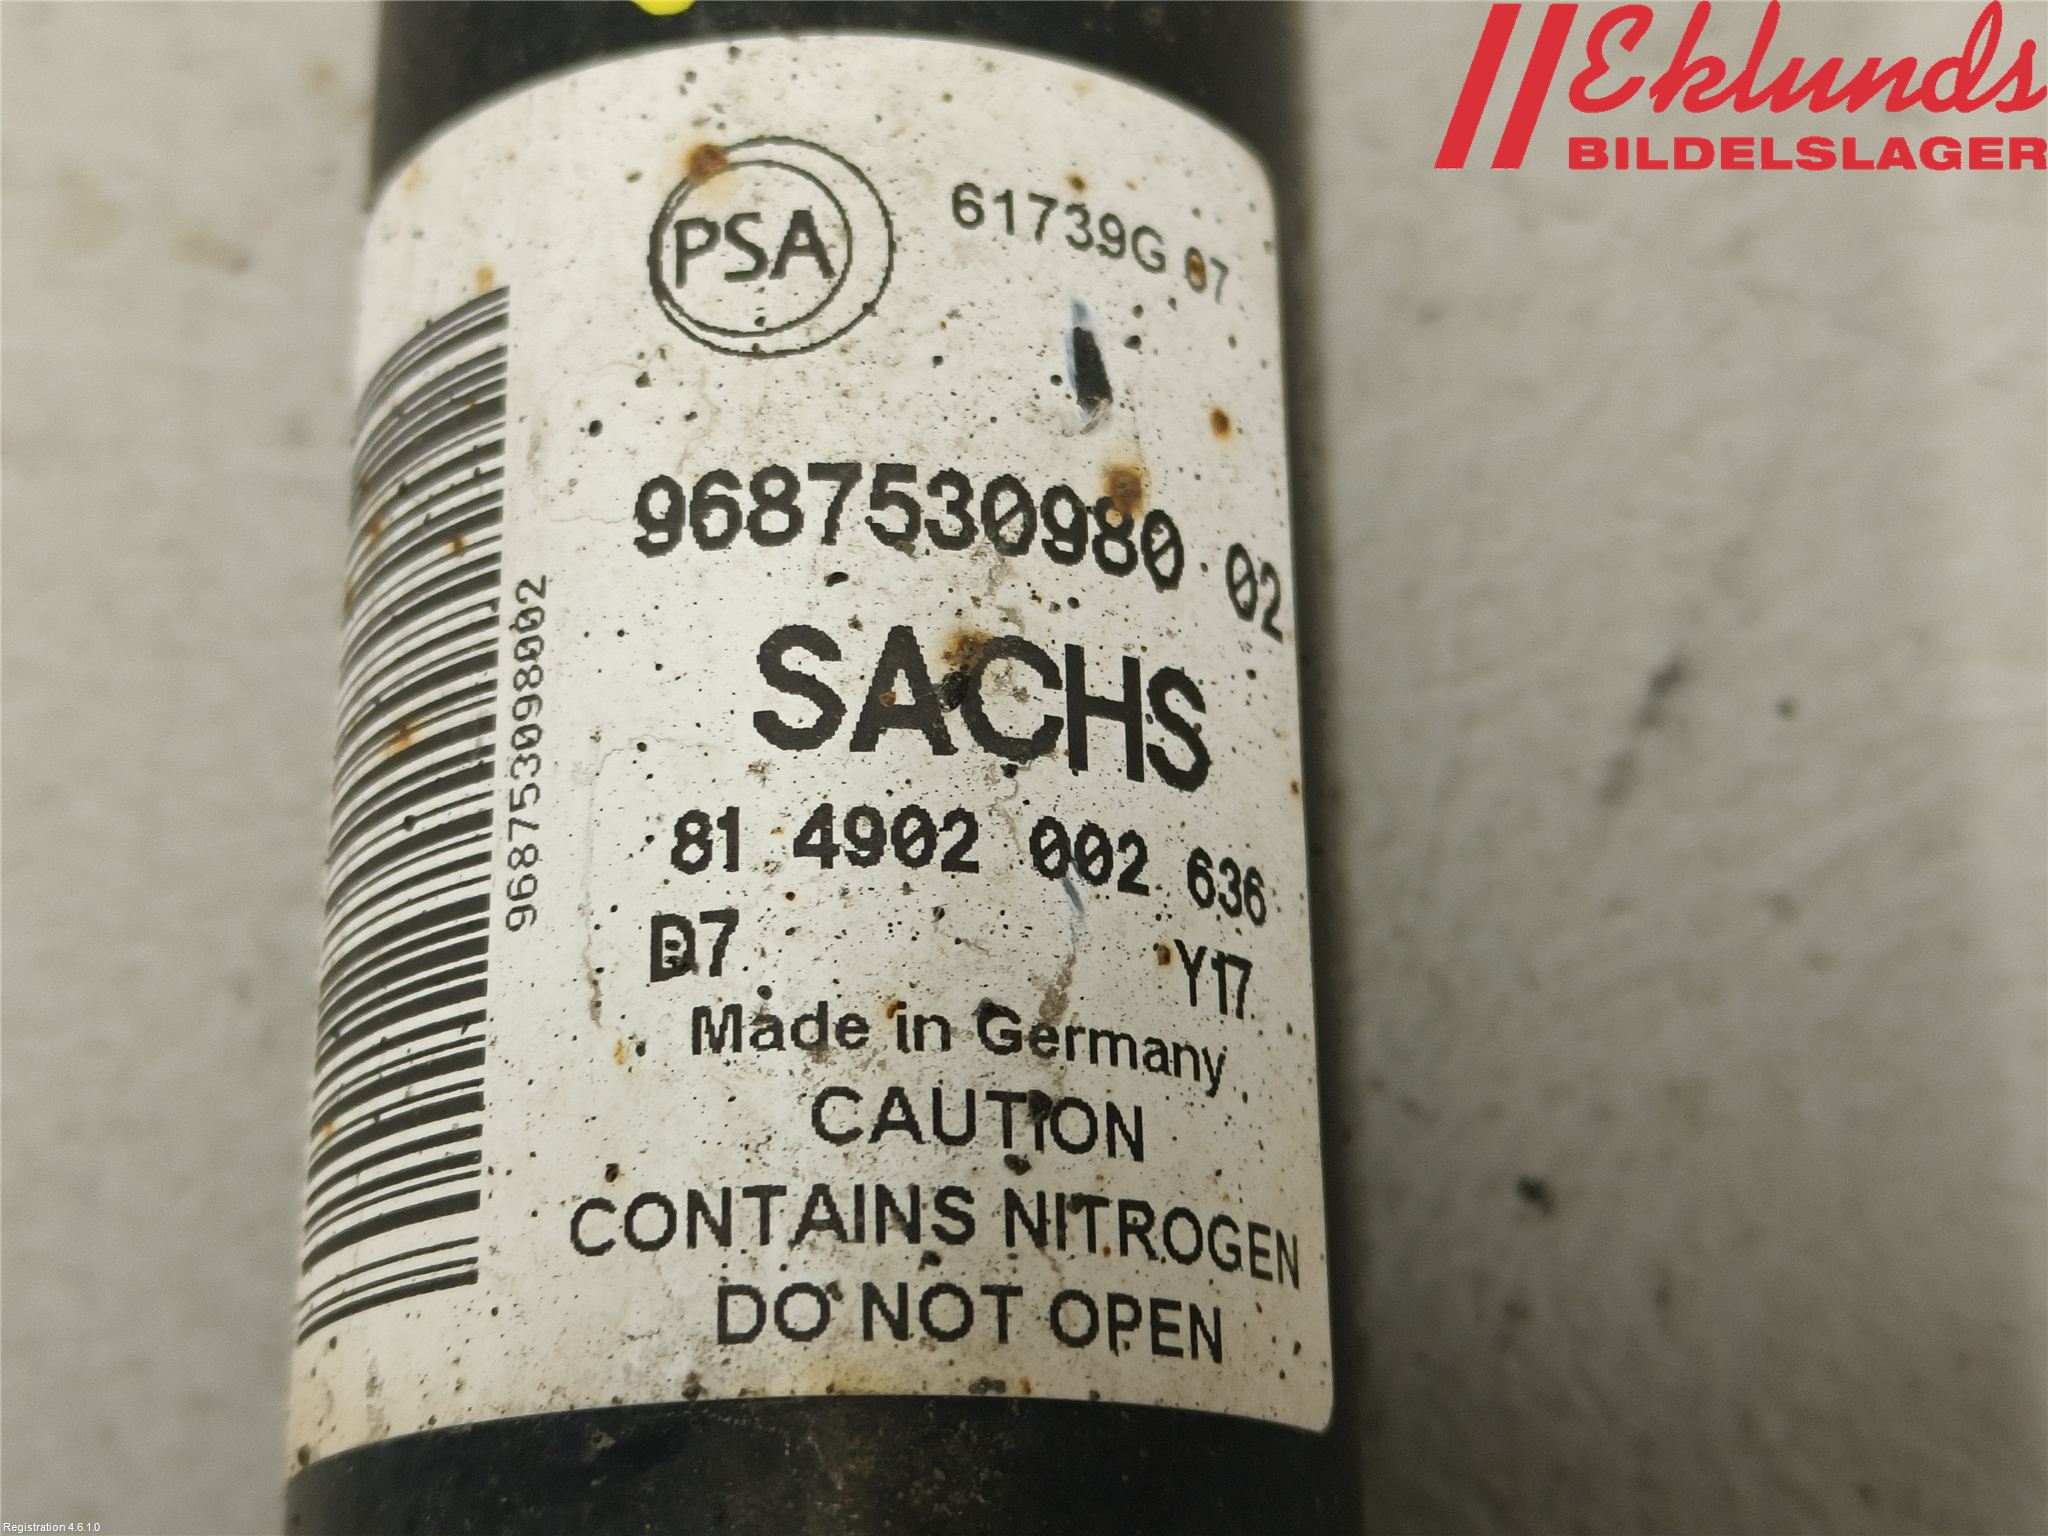 Eklunds
BILDELSLAGER
PSA
61739G 07
9687530980 02
968753098002
SACHS
81 4902 002 636
D7
Y17
Made in Germany
CAUTION
CONTAINS NITROGEN
DO NOT OPEN
Registration 4.6.1.0